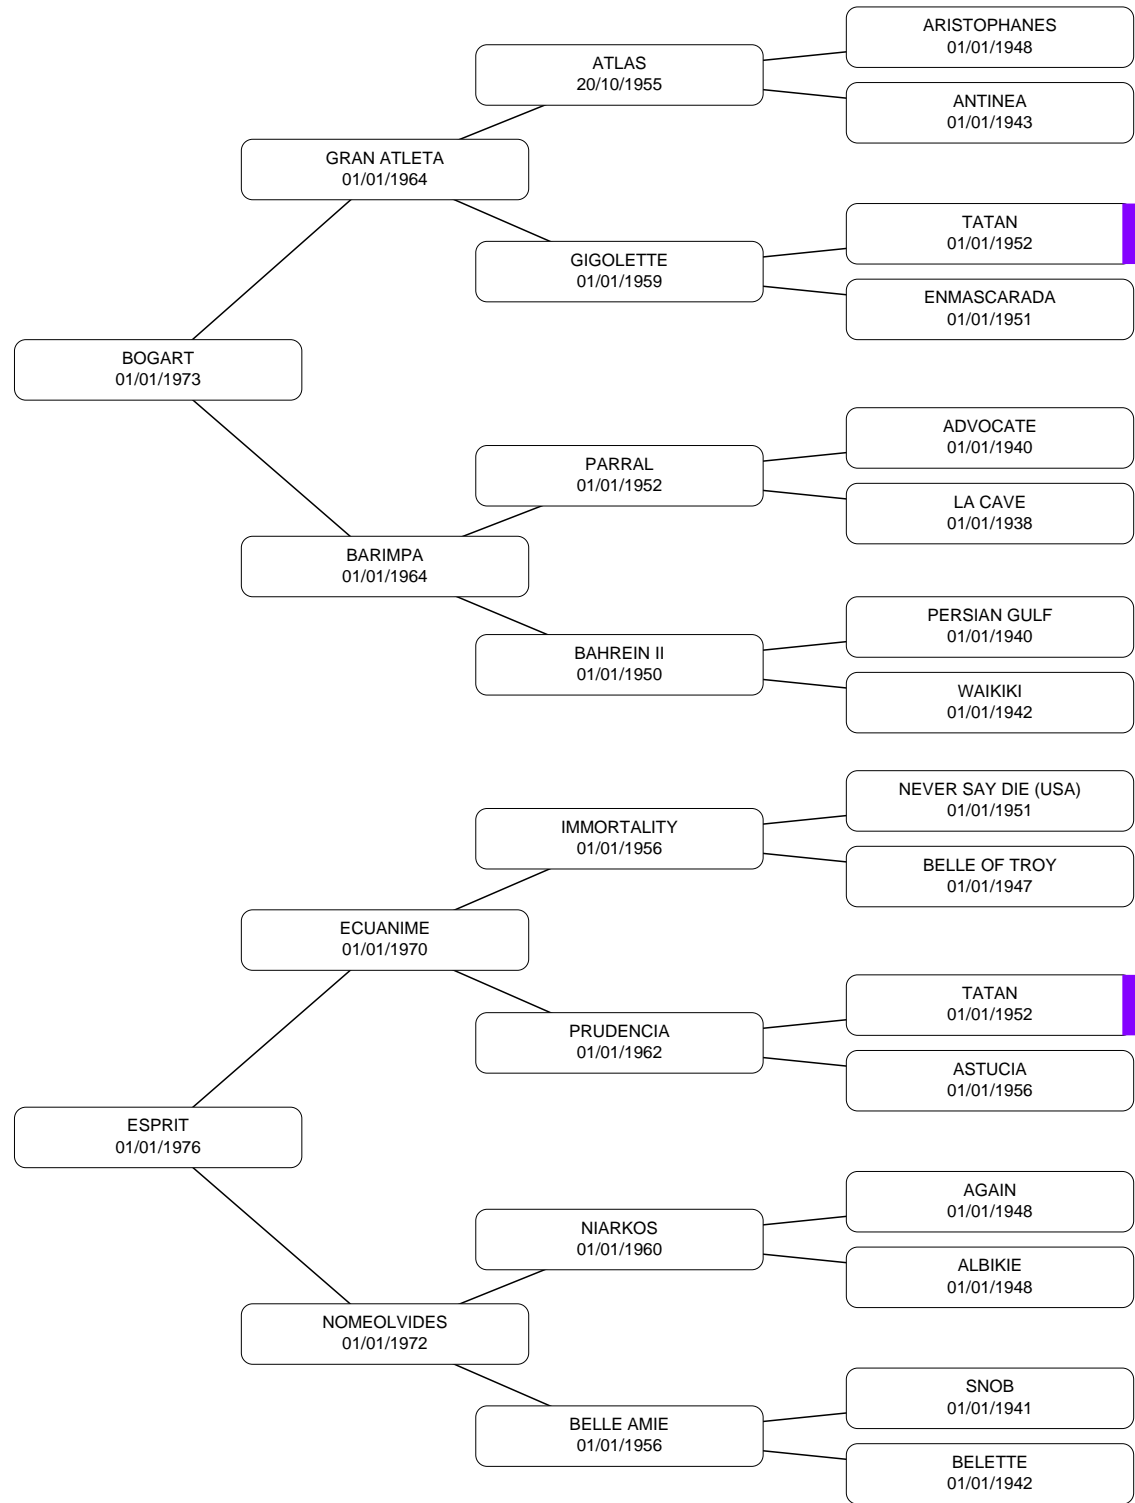 ARISTOPHANES
01/01/1948
ATLAS
20/10/1955
ANTINEA
01/01/1943
GRAN ATLETA
01/01/1964
TATAN
01/01/1952
GIGOLETTE
01/01/1959
ENMASCARADA
01/01/1951
BOGART
01/01/1973
ADVOCATE
01/01/1940
PARRAL
01/01/1952
LA CAVE
01/01/1938
BARIMPA
01/01/1964
PERSIAN GULF
01/01/1940
BAHREIN II
01/01/1950
WAIKIKI
01/01/1942
NEVER SAY DIE (USA)
01/01/1951
IMMORTALITY
01/01/1956
BELLE OF TROY
01/01/1947
ECUANIME
01/01/1970
TATAN
01/01/1952
PRUDENCIA
01/01/1962
ASTUCIA
01/01/1956
ESPRIT
01/01/1976
AGAIN
01/01/1948
NIARKOS
01/01/1960
ALBIKIE
01/01/1948
NOMEOLVIDES
01/01/1972
SNOB
01/01/1941
BELLE AMIE
01/01/1956
BELETTE
01/01/1942